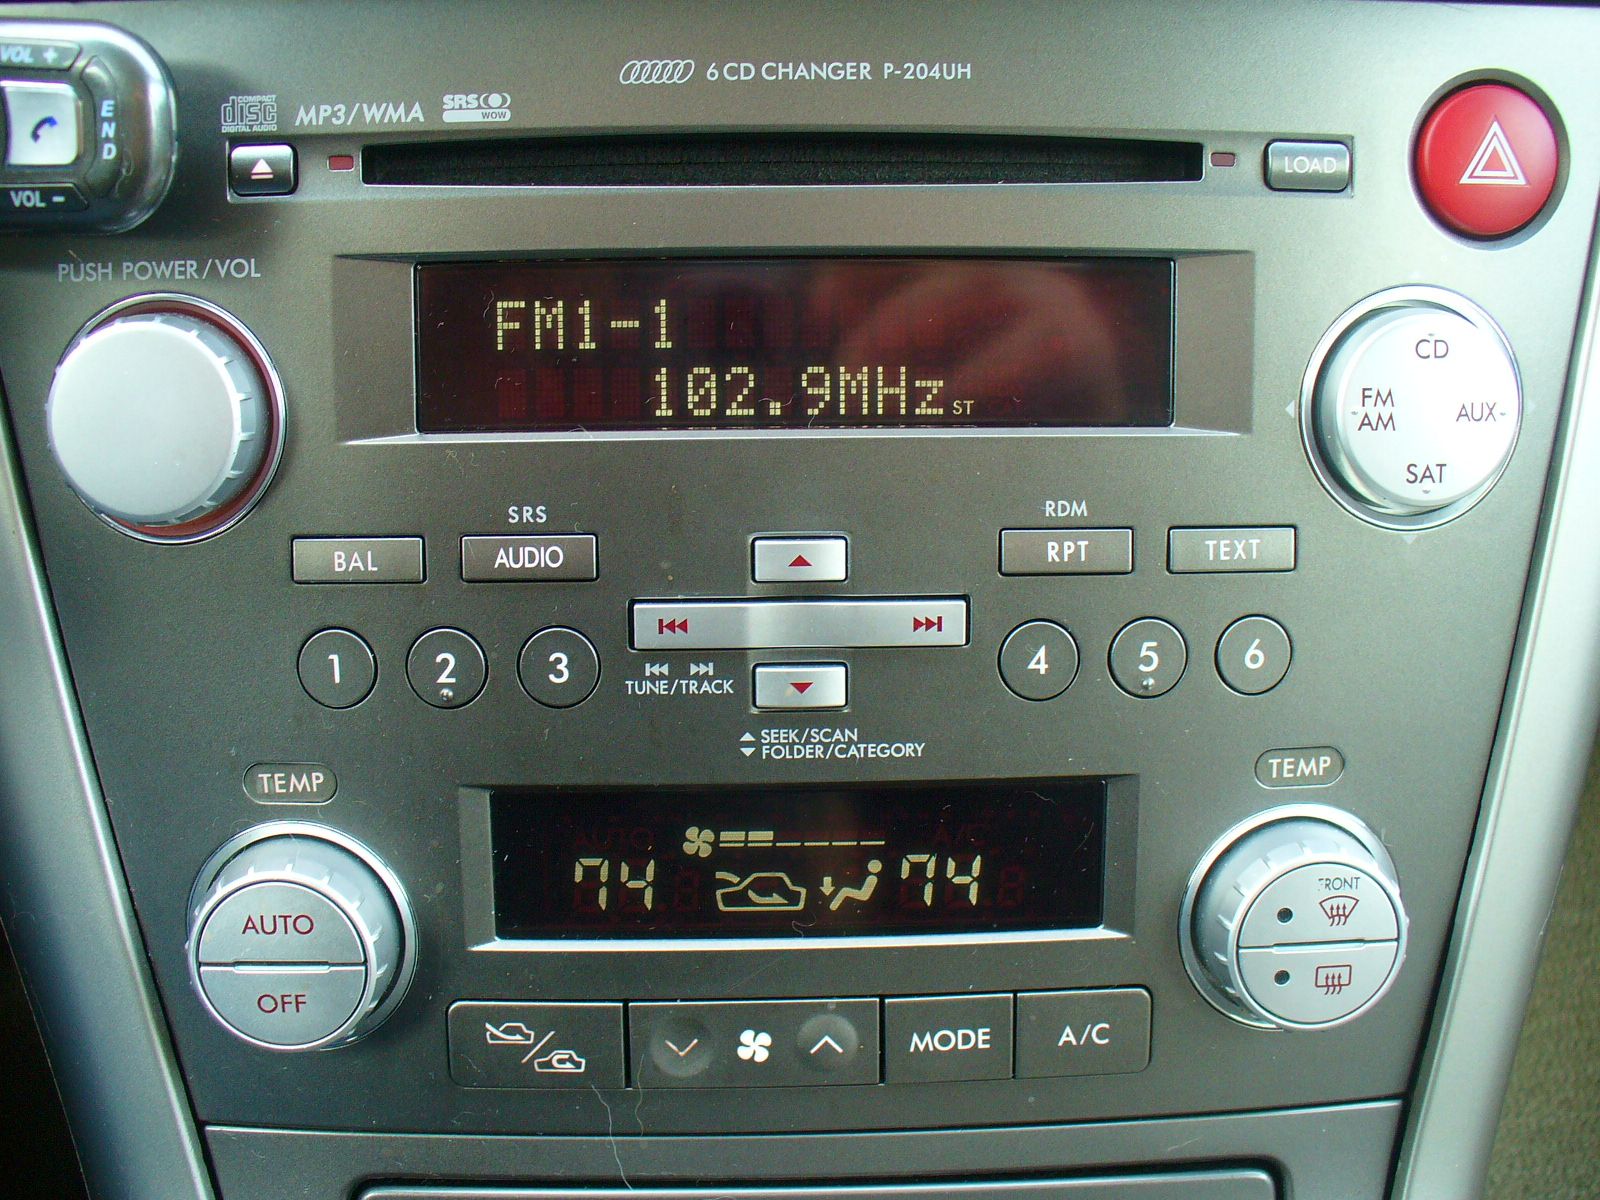 6 CD CHANGER P-204UH
VOL +
END
VOL -
COMPACT
disc
DIGITAL AUDIO
MP3/WMA
SRS
WOW
LOAD
PUSH POWER/VOL
FM1-1
102.9MHz ST
CD
FM
AM
AUX
SAT
SRS
RDM
BAL
AUDIO
RPT
TEXT
1
2
3
4
5
6
TUNE/TRACK
SEEK/SCAN
FOLDER/CATEGORY
TEMP
TEMP
74
74
AUTO
OFF
FRONT
MODE
A/C